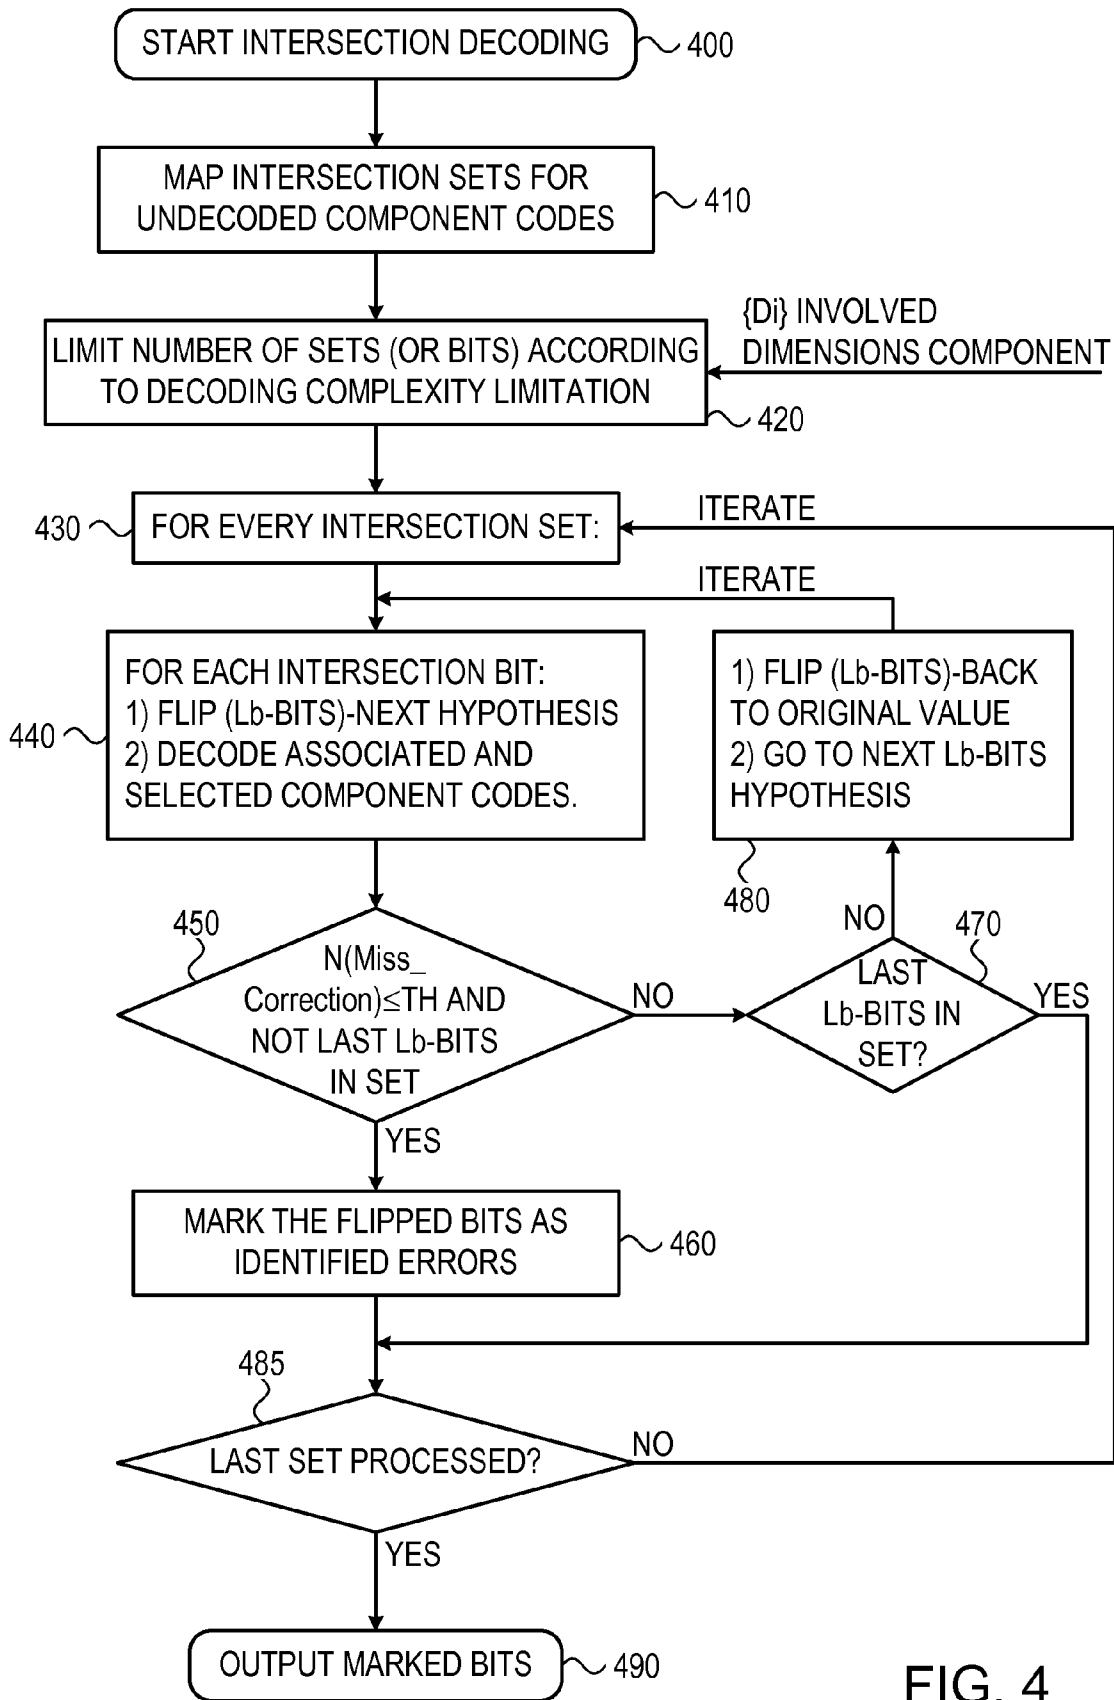 START INTERSECTION DECODING
400
MAP INTERSECTION SETS FOR
UNDECODED COMPONENT CODES
410
{Di} INVOLVED
DIMENSIONS COMPONENT
LIMIT NUMBER OF SETS (OR BITS) ACCORDING
TO DECODING COMPLEXITY LIMITATION
420
430
FOR EVERY INTERSECTION SET:
ITERATE
ITERATE
440
FOR EACH INTERSECTION BIT:
1) FLIP (Lb-BITS)-NEXT HYPOTHESIS
2) DECODE ASSOCIATED AND
SELECTED COMPONENT CODES.
1) FLIP (Lb-BITS)-BACK
TO ORIGINAL VALUE
2) GO TO NEXT Lb-BITS
HYPOTHESIS
480
450
N(Miss_
Correction)≤TH AND
NOT LAST Lb-BITS
IN SET
NO
YES
NO
470
LAST
Lb-BITS IN
SET?
YES
MARK THE FLIPPED BITS AS
IDENTIFIED ERRORS
460
485
LAST SET PROCESSED?
NO
YES
OUTPUT MARKED BITS
490
FIG. 4